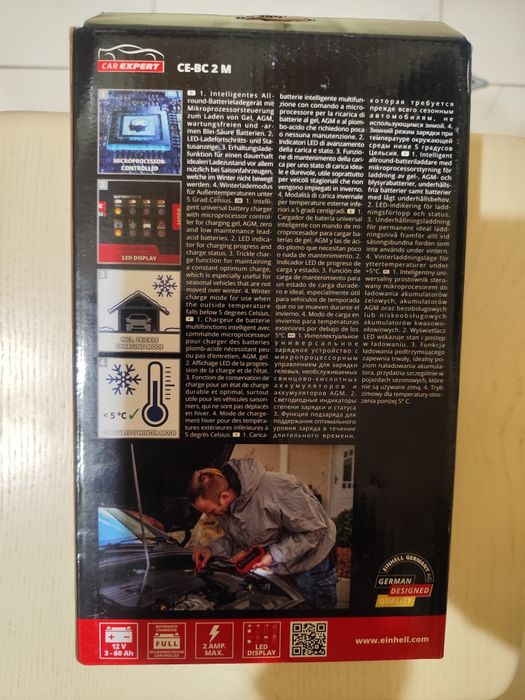 CAR EXPERT
CE-BC 2 M
1
MICROPROCESSOR-
CONTROLLED
2
LED DISPLAY
3
INCL. TRICKER
CHARGING MODE
4
< 5 °C
5 DEGREES WINTER MODE
1. Intelligentes All-
round-Batterieladegerät mit
Mikroprozessorsteuerung
zum Laden von Gel, AGM,
wartungsfreien und -ar-
men Blei-Säure Batterien. 2.
LED-Ladefortschritts- und Sta-
tusanzeige. 3. Erhaltungslade-
funktion für einen dauerhaft
idealen Ladezustand vor allem
nützlich bei Saisonfahrzeugen,
welche im Winter nicht bewegt
werden. 4. Winterlademodus
für Außentemperaturen unter
5 Grad Celsius. 1. Intelli-
gent universal battery charger
with microprocessor control-
ler for charging gel, AGM, zero
and low maintenance lead-
acid batteries. 2. LED indica-
tor for charging progress and
charge status. 3. Trickle char-
ge function for maintaining
a constant optimum charge,
which is especially useful for
seasonal vehicles that are not
moved over winter. 4. Winter
charge mode for use when
the outside temperature
falls below 5 degrees Celsius.
1. Chargeur de batterie
multifonctions intelligent avec
commande microprocesseur
pour charger des batteries
plomb-acide nécessitant peu
ou pas d'entretien, AGM, gel.
2. Affichage LED de la progres-
sion de la charge et de l'état.
3. Fonction de conservation de
charge pour un état de charge
durable et optimal, surtout
utile pour les véhicules saison-
niers, qui ne sont pas déplacés
en hiver. 4. Mode de charge-
ment hiver pour des tempéra-
tures extérieures inférieures à
5 degrés Celsius. 1. Carica-
batterie intelligente multifun-
zione con comando a micro-
processore per la ricarica di
batterie al gel, AGM e al piom-
bo-acido che richiedono poca
o nessuna manutenzione. 2.
Indicatori LED di avanzamento
della carica e stato. 3. Funzio-
ne di mantenimento della cari-
ca per uno stato di carica idea-
le e durevole, utile soprattutto
per veicoli stagionali che non
vengono impiegati in inverno.
4. Modalità di carica invernale
per temperature esterne infe-
riori a 5 gradi centigradi. 1.
Cargador de batería universal
inteligente con mando de mi-
croprocesador para cargar ba-
terías de gel, AGM y las de áci-
do-plomo que necesitan poco
o nada de mantenimiento. 2.
Indicador LED de progreso de
carga y estado. 3. Función de
carga de mantenimiento para
un estado de carga durade-
ro e ideal, especialmente útil
para vehículos de temporada
que no se mueven durante el
invierno. 4. Modo de carga en
invierno para temperaturas
exteriores por debajo de los
5°C. 1. Интеллектуальное
универсальное
зарядное устройство с
микропроцессорным
управлением для зарядки
гелевых, необслуживаемых
свинцово-кислотных
аккумуляторов и
аккумуляторов AGM. 2.
Светодиодные индикаторы
степени зарядки и статуса.
3. Функция подзаряда для
поддержания оптимального
уровня заряда в течение
длительного времени,
которая требуется
прежде всего сезонным
автомобилям, не
использующимся зимой. 4.
Зимний режим зарядки при
температуре окружающей
среды ниже 5 градусов
Цельсия. 1. Intelligent
allround-batteriladdare med
mikroprocessorstyrning för
laddning av gel-, AGM- och
blysyrabatterier, underhålls-
fria batterier samt batterier
med lågt underhållsbehov.
2. LED-indikering för ladd-
ningsförlopp och status.
3. Underhållsladdning
för permanent ideal ladd-
ningsnivå framför allt vid
säsongsbundna fordon som
inte används under vintern.
4. Vinterladdningsläge för
yttertemperaturer under
+5°C. 1. Inteligentny uni-
wersalny prostownik stero-
wany mikroprocesorem do
ładowania akumulatorów
żelowych, akumulatorów
AGM oraz bezobsługowych
lub niskoobsługowych
akumulatorów kwasowo-
ołowiowych. 2. Wyświetlacz
LED wskazuje stan i postęp
w ładowaniu. 3. Funkcja
ładowania podtrzymującego
zapewnia trwały, idealny po-
ziom naładowania akumula-
tora, przydatna szczególnie w
pojazdach sezonowych, które
nie są używane zimą. 4. Tryb
zimowy dla temperatury oto-
czenia poniżej 5° C.
EINHELL GERMANY AG
GERMAN
DESIGNED
QUALITY
12 V
3 - 60 Ah
AUTOMATIC
CHARGING
FULL
MICROPROCESSOR
CONTROLLED
2 AMP.
MAX.
LED
DISPLAY
www.einhell.com